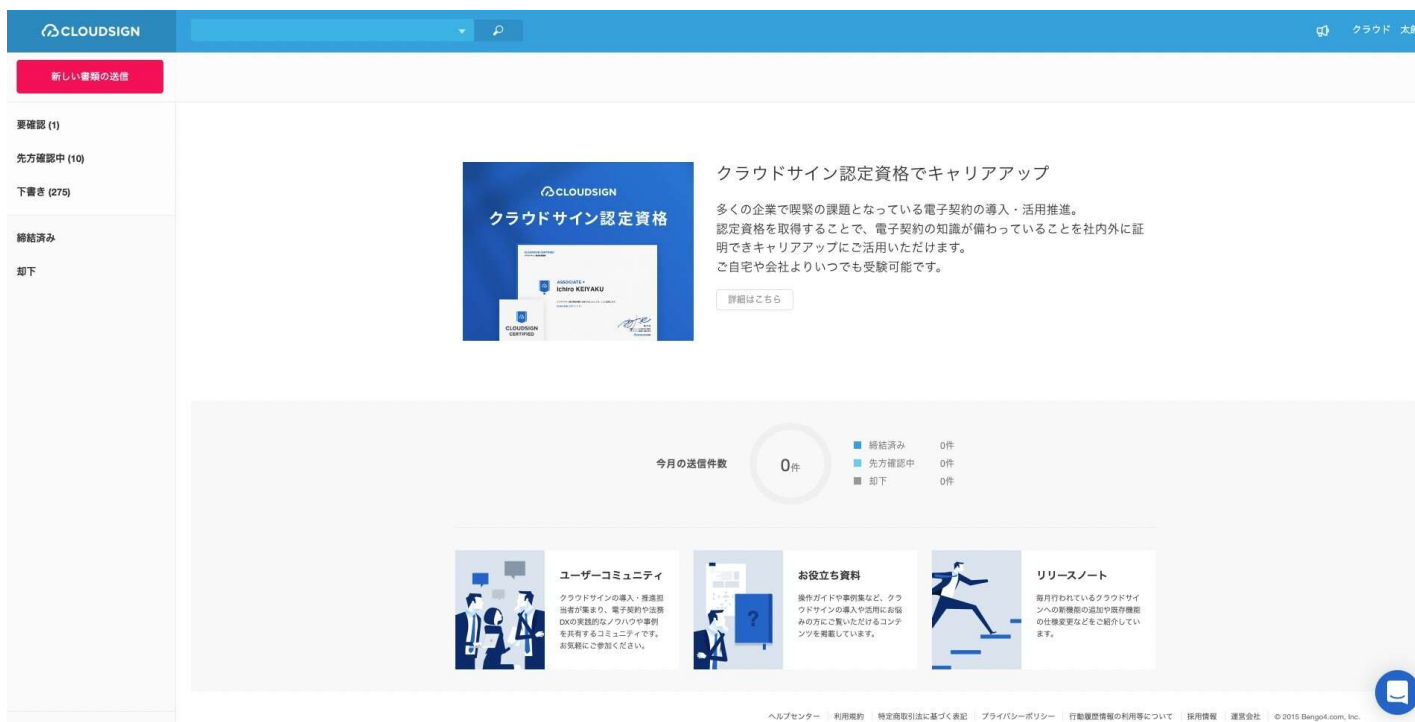 CLOUDSIGN
クラウド 太
新しい書類の送信
要確認 (1)
先方確認中 (10)
下書き (275)
締結済み
却下
CLOUDSIGN
クラウドサイン認定資格
ASSOCIATE
Ichiro KEIYAKU
CLOUDSIGN
CERTIFIED
クラウドサイン認定資格でキャリアアップ
多くの企業で喫緊の課題となっている電子契約の導入・活用推進。
認定資格を取得することで、電子契約の知識が備わっていることを社内外に証
明できキャリアアップにご活用いただけます。
ご自宅や会社よりいつでも受験可能です。
詳細はこちら
今月の送信件数
0件
締結済み 0件
先方確認中 0件
却下 0件
ユーザーコミュニティ
クラウドサインの導入・推進担
当者が集まり、電子契約や法務
DXの実践的なノウハウや事例
を共有するコミュニティです。
お気軽にご参加ください。
?
お役立ち資料
操作ガイドや事例集など、クラ
ウドサインの導入や活用にお悩
みの方にご覧いただけるコンテ
ンツを掲載しています。
リリースノート
毎月行われているクラウドサイ
ンへの新機能の追加や既存機能
の仕様変更などをご紹介してい
ます。
ヘルプセンター 利用規約 特定商取引法に基づく表記 プライバシーポリシー 行動履歴情報の利用等について 採用情報 運営会社 © 2015 Bengo4.com, Inc.